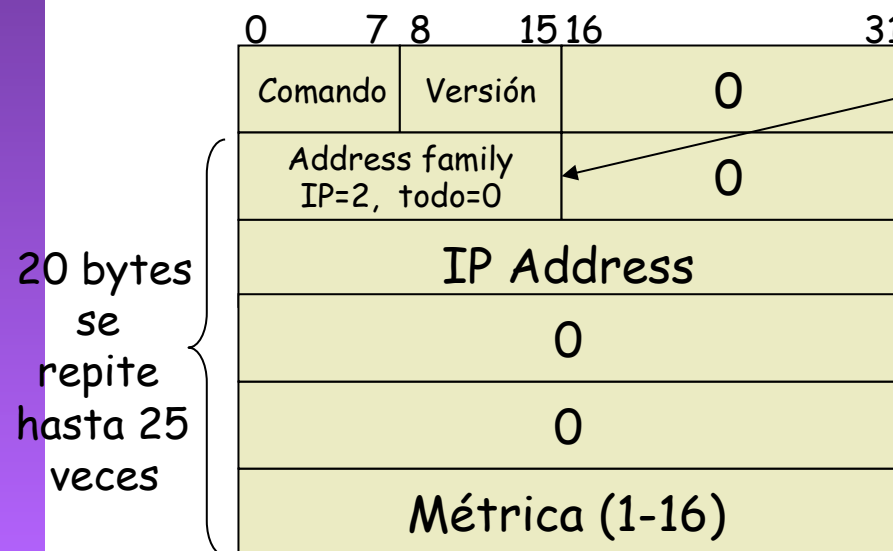 0 7 8 15 16 31
Comando Versión 0
Address family 0
IP=2, todo=0
IP Address
0
0
Métrica (1-16)
20 bytes
se
repite
hasta 25
veces